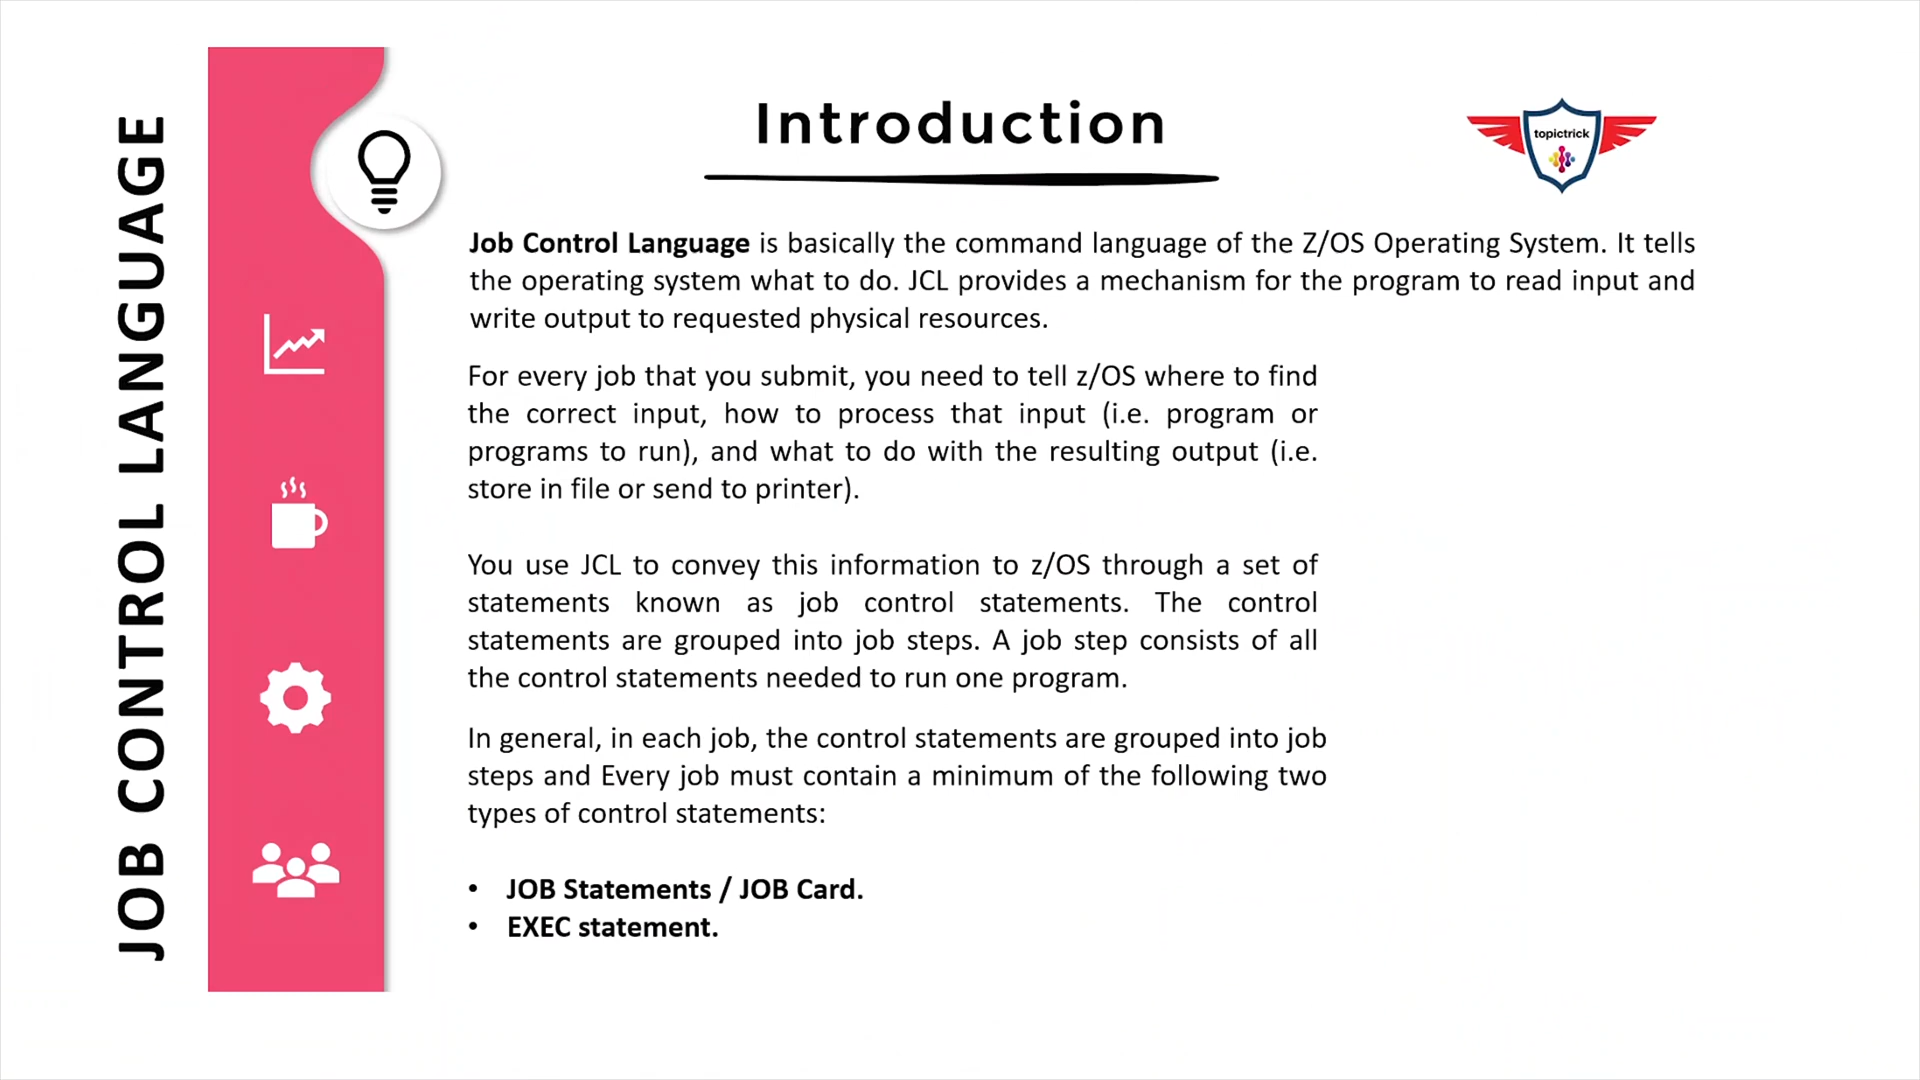 JOB CONTROL LANGUAGE
Introduction
topictrick
Job Control Language is basically the command language of the Z/OS Operating System. It tells
the operating system what to do. JCL provides a mechanism for the program to read input and
write output to requested physical resources.
For every job that you submit, you need to tell z/OS where to find
the correct input, how to process that input (i.e. program or
programs to run), and what to do with the resulting output (i.e.
store in file or send to printer).
You use JCL to convey this information to z/OS through a set of
statements known as job control statements. The control
statements are grouped into job steps. A job step consists of all
the control statements needed to run one program.
In general, in each job, the control statements are grouped into job
steps and Every job must contain a minimum of the following two
types of control statements:
• JOB Statements / JOB Card.
• EXEC statement.